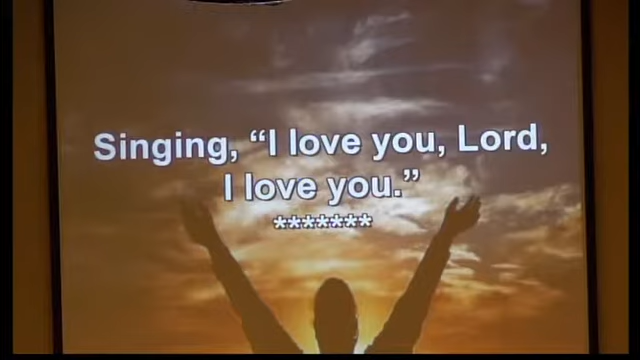 Singing, “I love you, Lord,
I love you.”
*******